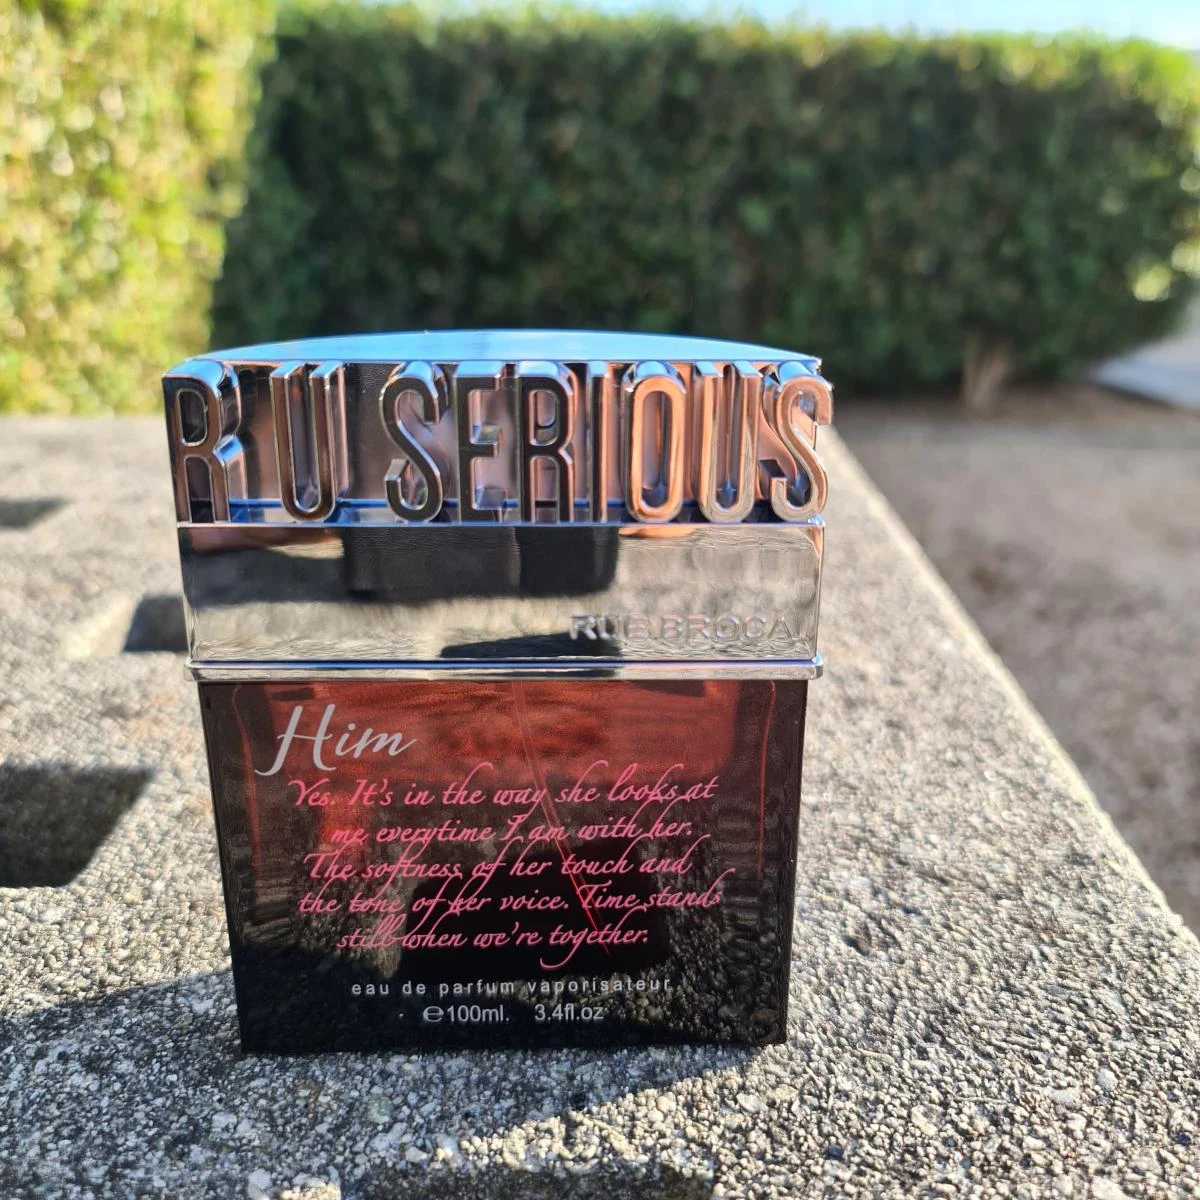 R U SERIOUS
RUE BROCA
Him
Yes. It's in the way she looks at
me everytime I am with her.
The softness of her touch and
the tone of her voice. Time stands
still when we're together.
eau de parfum vaporisateur
℮100ml. 3.4fl.oz